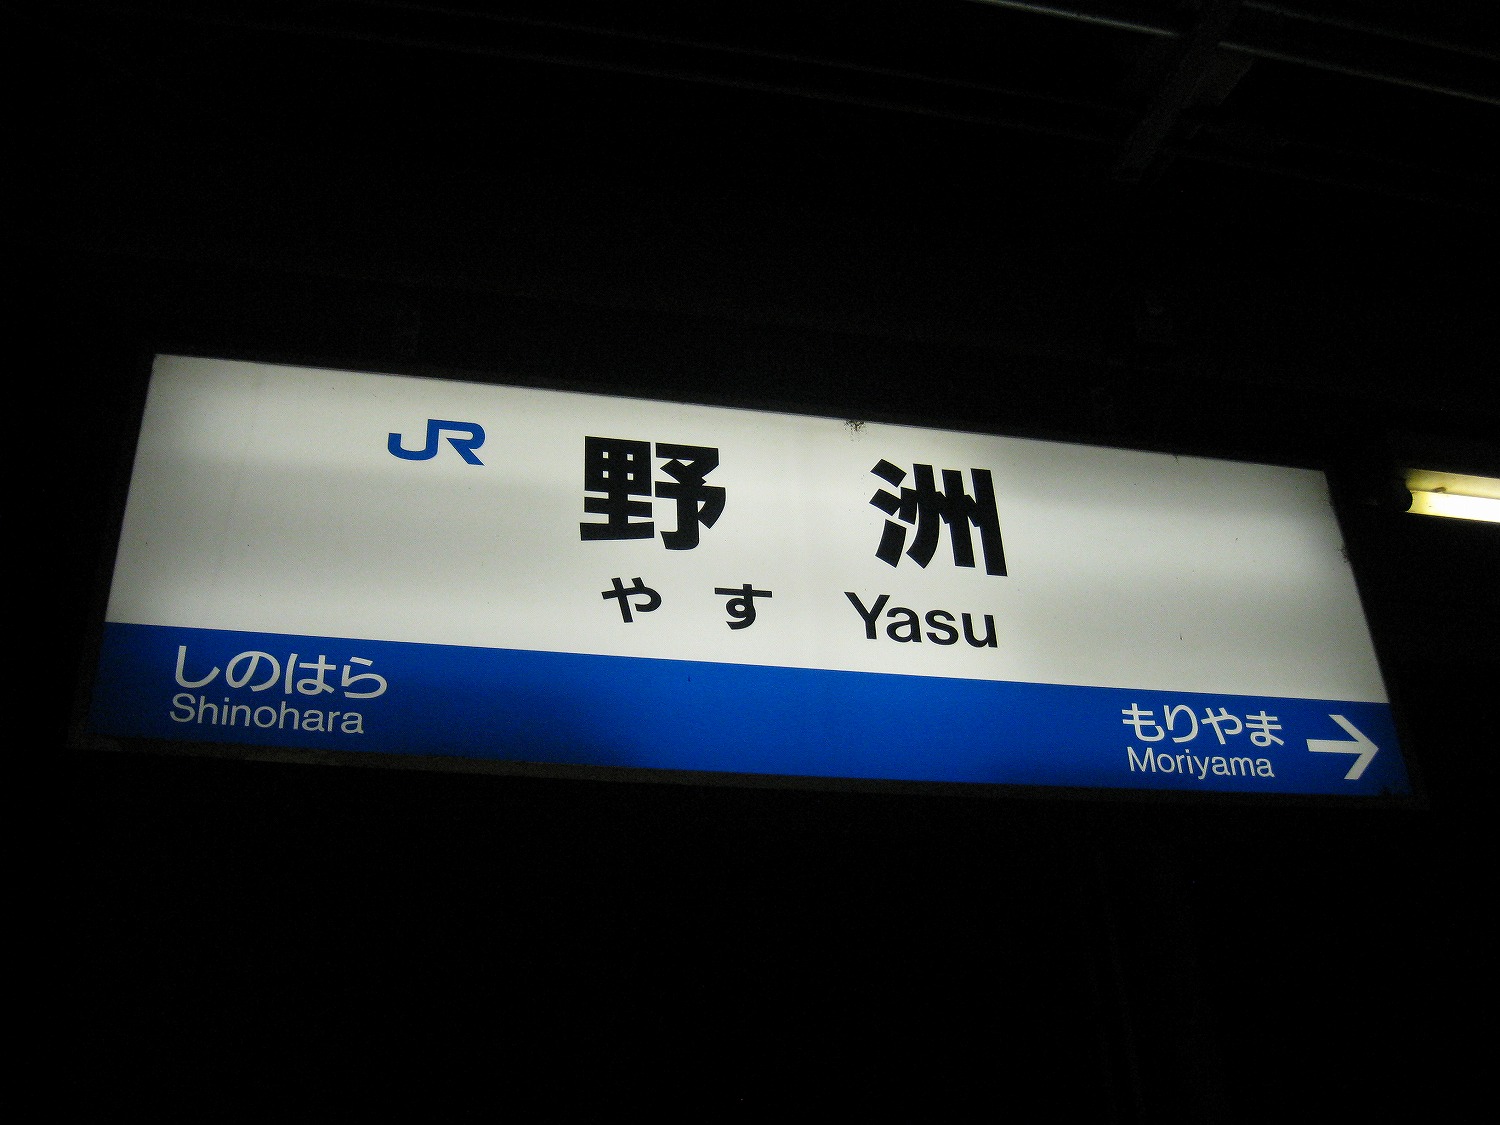 JR 野洲
やす Yasu
しのはら
Shinohara
もりやま →
Moriyama